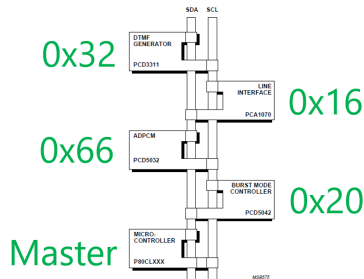 SDA SCL
DTMF
GENERATOR
PCD3311
0x32
LINE
INTERFACE
PCA1070
0x16
ADPCM
PCD5032
0x66
BURST MODE
CONTROLLER
PCD5042
0x20
MICRO-
CONTROLLER
P80CLXXX
Master
MSB575